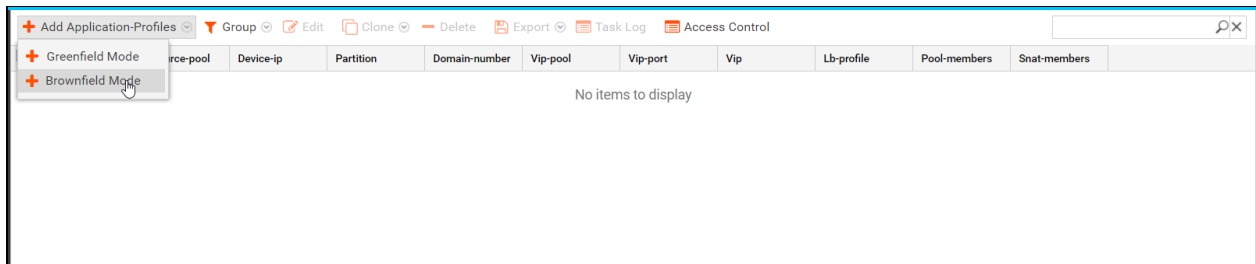 Add Application-Profiles Group Edit Clone Delete Export Task Log Access Control
Greenfield Mode
rce-pool Device-ip Partition Domain-number Vip-pool Vip-port Vip Lb-profile Pool-members Snat-members
Brownfield Mode
No items to display